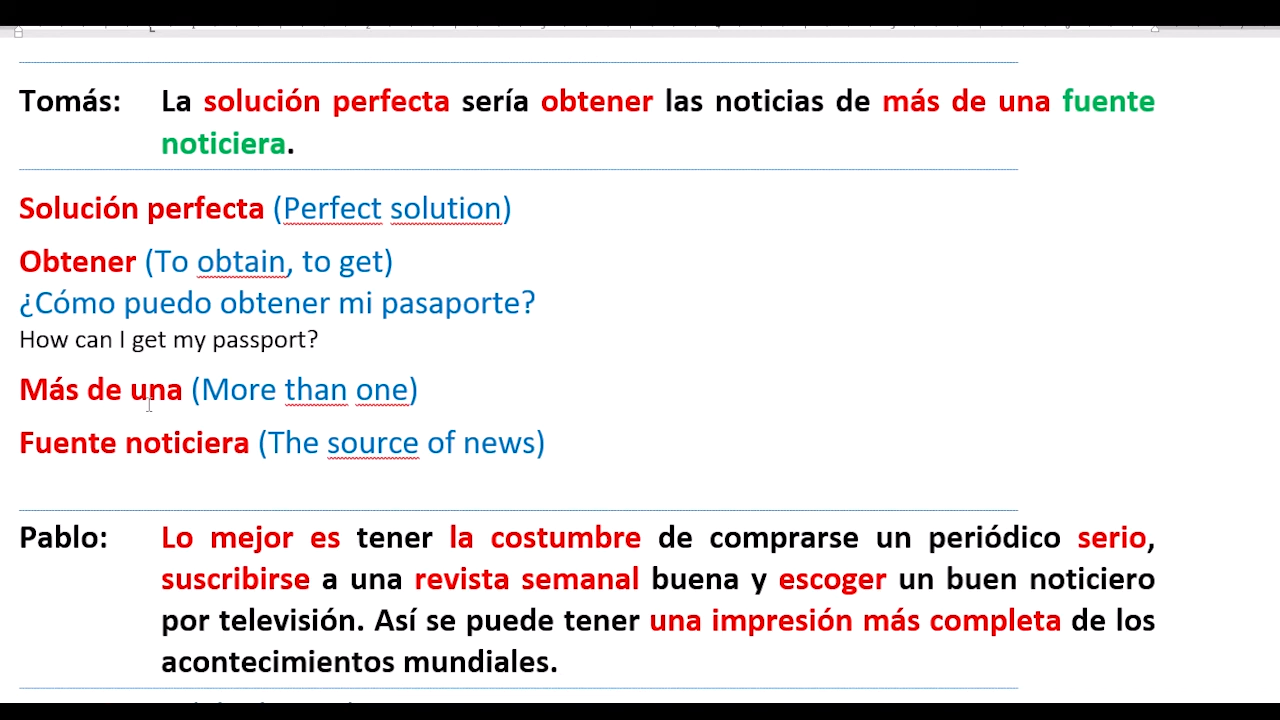 Tomás: La solución perfecta sería obtener las noticias de más de una fuente
noticiera.
Solución perfecta (Perfect solution)
Obtener (To obtain, to get)
¿Cómo puedo obtener mi pasaporte?
How can I get my passport?
Más de una (More than one)
Fuente noticiera (The source of news)
Pablo: Lo mejor es tener la costumbre de comprarse un periódico serio,
suscribirse a una revista semanal buena y escoger un buen noticiero
por televisión. Así se puede tener una impresión más completa de los
acontecimientos mundiales.